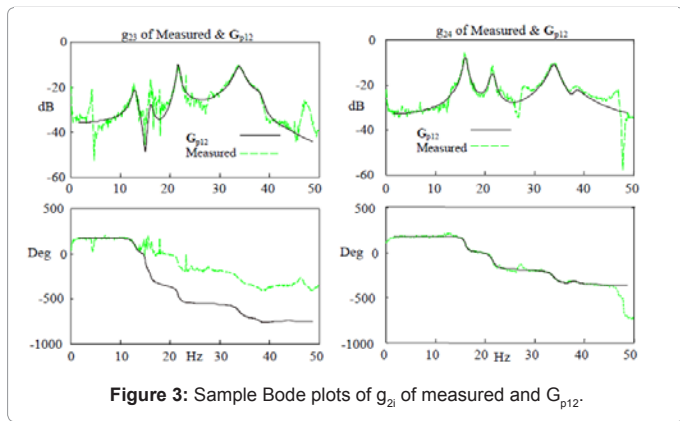 g23 of Measured & Gp12
0
-20
dB
-40
-60
Gp12
Measured
0 10 20 30 40 50
500
Deg 0
-500
-1000
0 10 Hz 20 30 40 50
g24 of Measured & Gp12
0
-20
dB
-40
-60
Gp12
Measured
0 10 20 30 40 50
500
Deg 0
-500
-1000
0 10 Hz 20 30 40 50
Figure 3: Sample Bode plots of g2i of measured and Gp12.